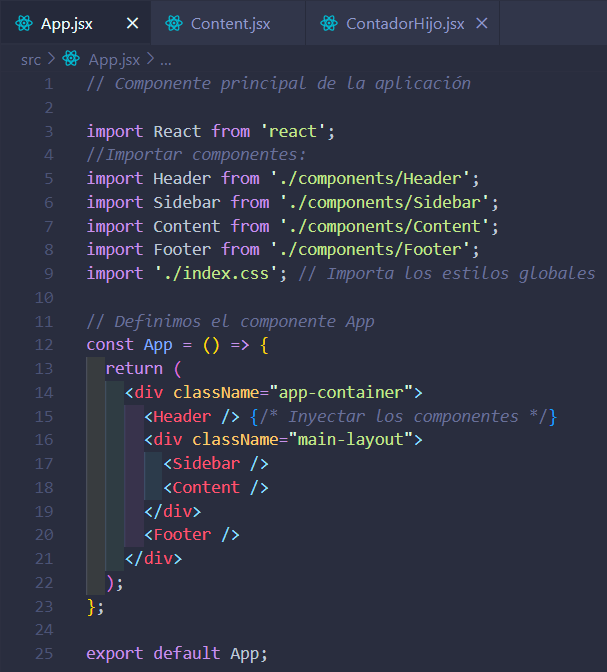 App.jsx × Content.jsx ContadorHijo.jsx ×
src > App.jsx > ...
1 // Componente principal de la aplicación
2
3 import React from 'react';
4 //Importar componentes:
5 import Header from './components/Header';
6 import Sidebar from './components/Sidebar';
7 import Content from './components/Content';
8 import Footer from './components/Footer';
9 import './index.css'; // Importa los estilos globales
10
11 // Definimos el componente App
12 const App = () => {
13   return (
14     <div className="app-container">
15       <Header /> {/* Inyectar los componentes */}
16       <div className="main-layout">
17         <Sidebar />
18         <Content />
19       </div>
20       <Footer />
21     </div>
22   );
23 };
24
25 export default App;